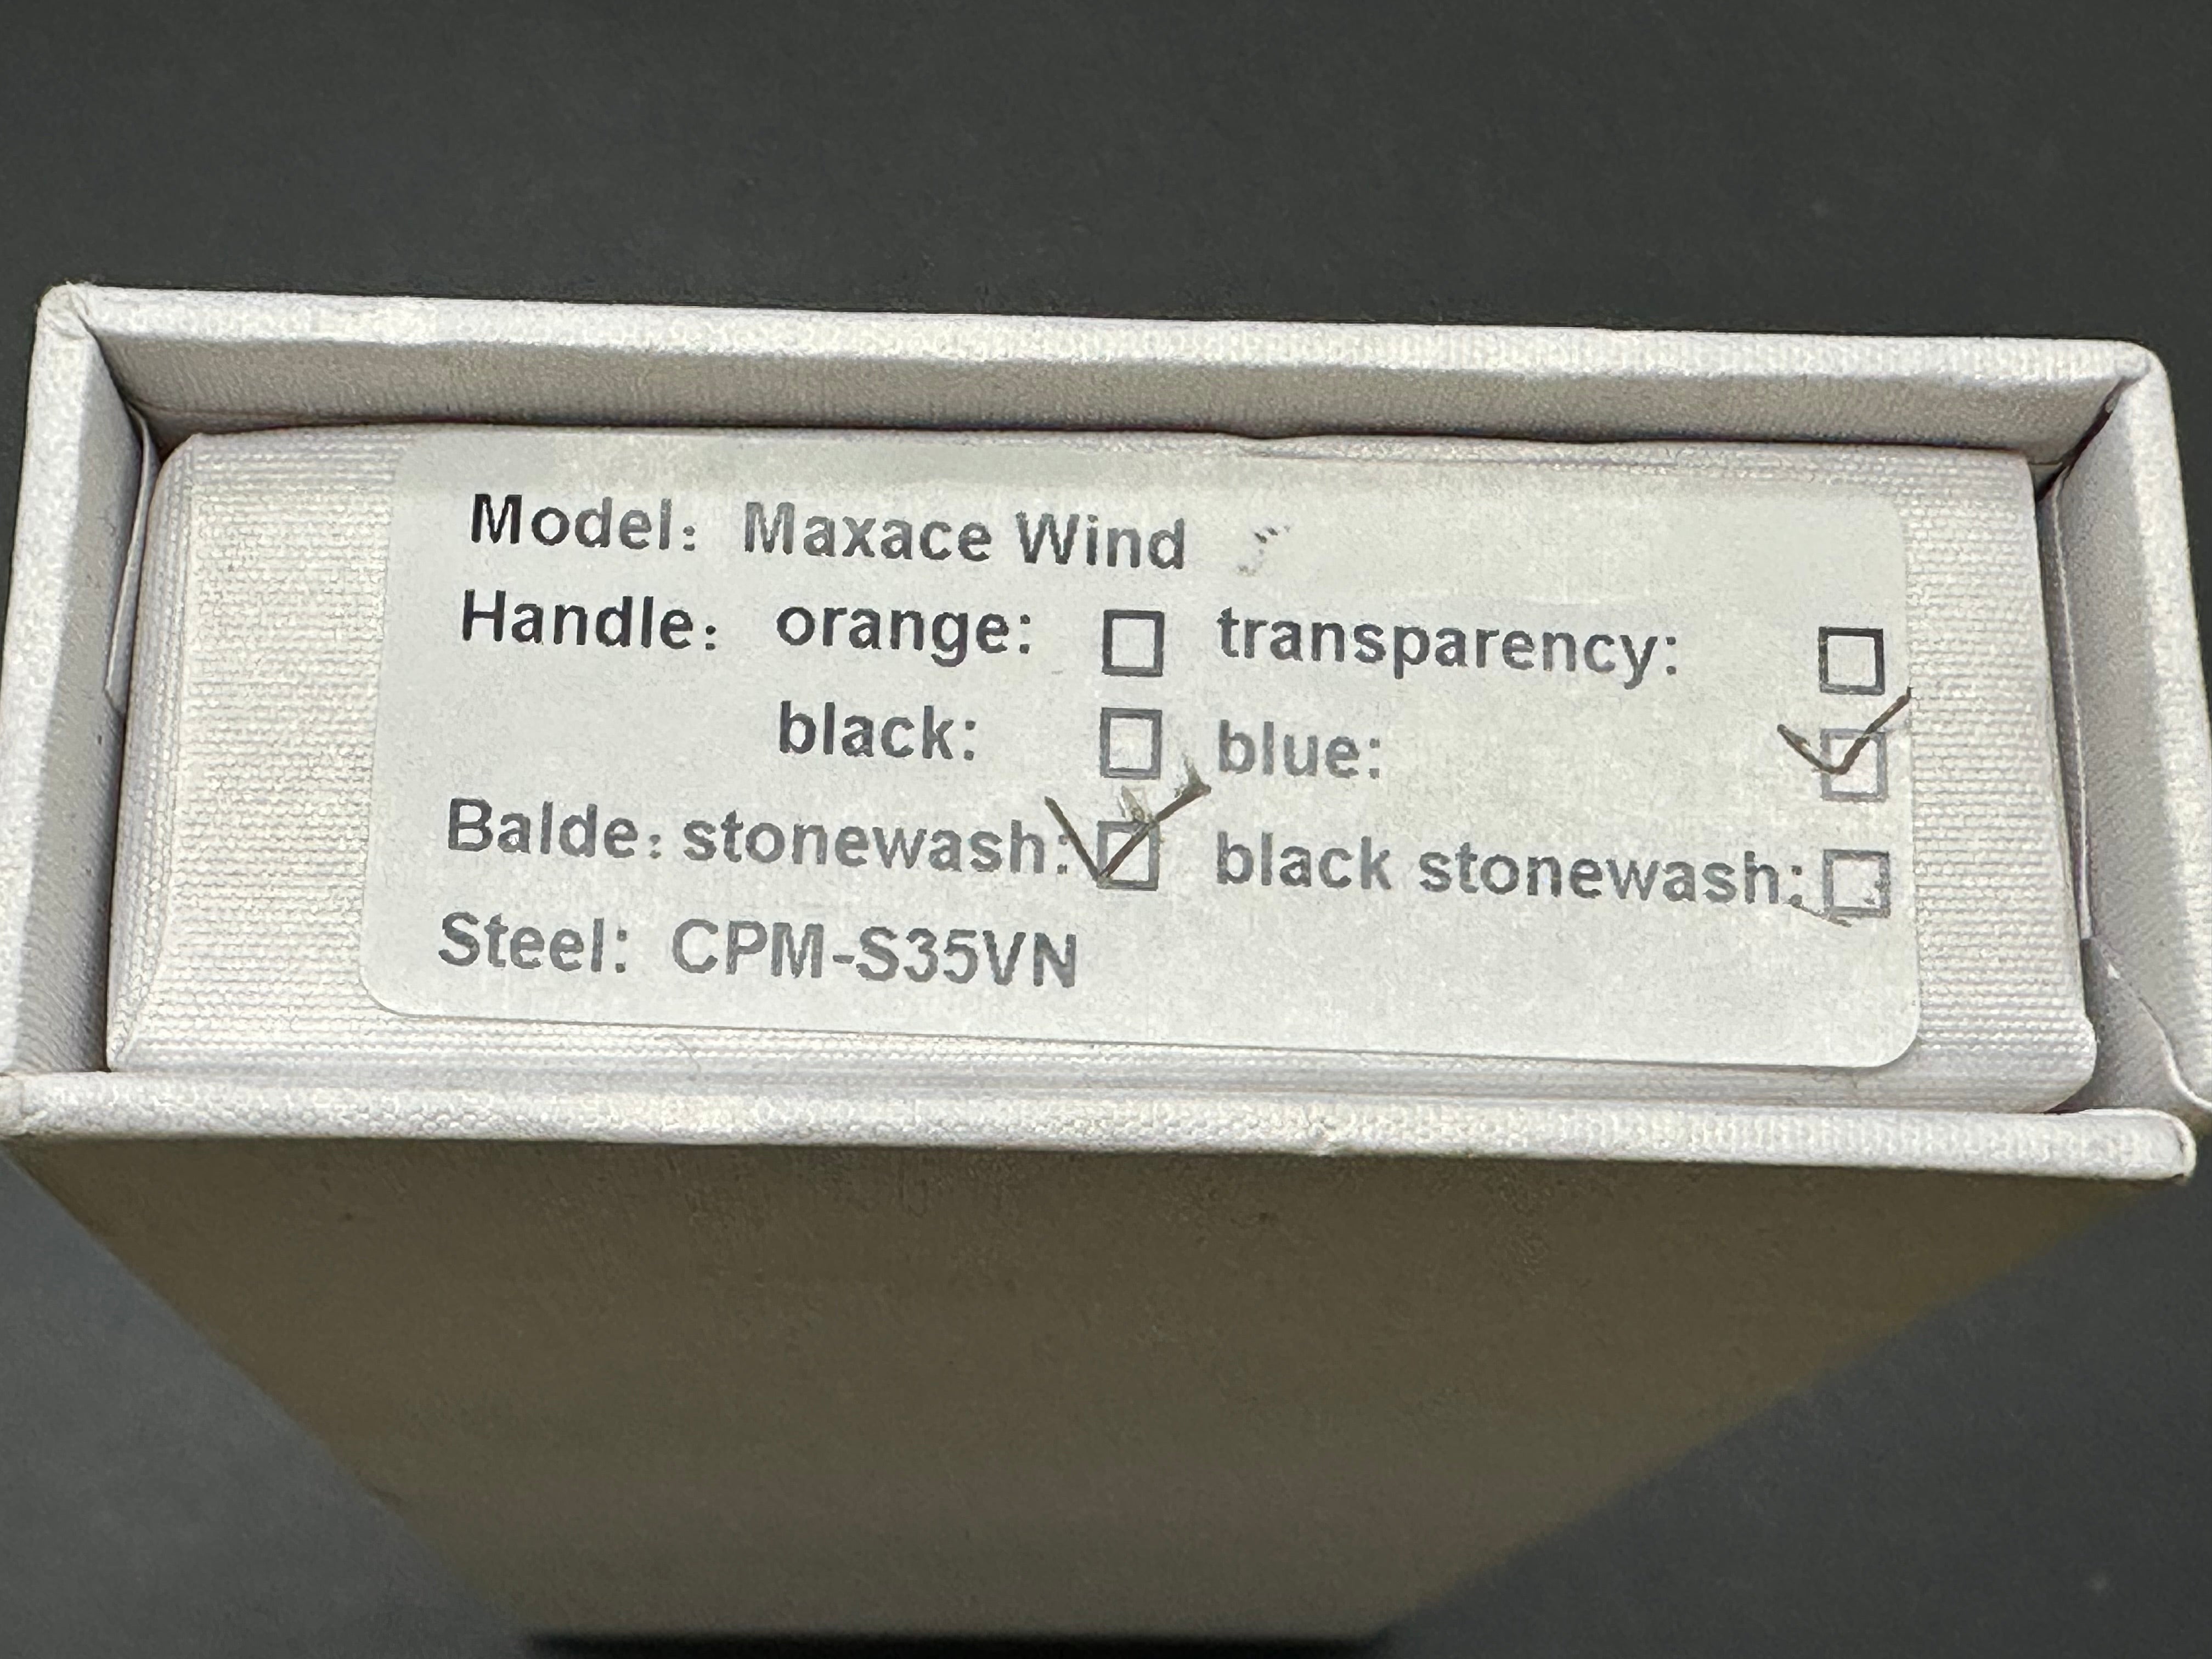 Model: Maxace Wind
Handle: orange: ☐ transparency: ☐
black: ☐ blue: ☑
Balde: stonewash: ☑ black stonewash: ☐
Steel: CPM-S35VN